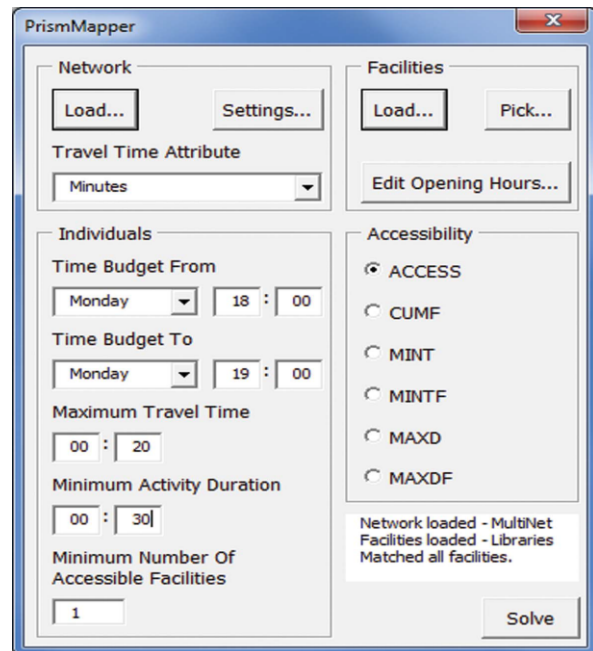 PrismMapper
Network
Load...
Settings...
Travel Time Attribute
Minutes
Facilities
Load...
Pick...
Edit Opening Hours...
Individuals
Time Budget From
Monday 18 : 00
Time Budget To
Monday 19 : 00
Maximum Travel Time
00 : 20
Minimum Activity Duration
00 : 30
Minimum Number Of
Accessible Facilities
1
Accessibility
ACCESS
CUMF
MINT
MINTF
MAXD
MAXDF
Network loaded - MultiNet
Facilities loaded - Libraries
Matched all facilities.
Solve